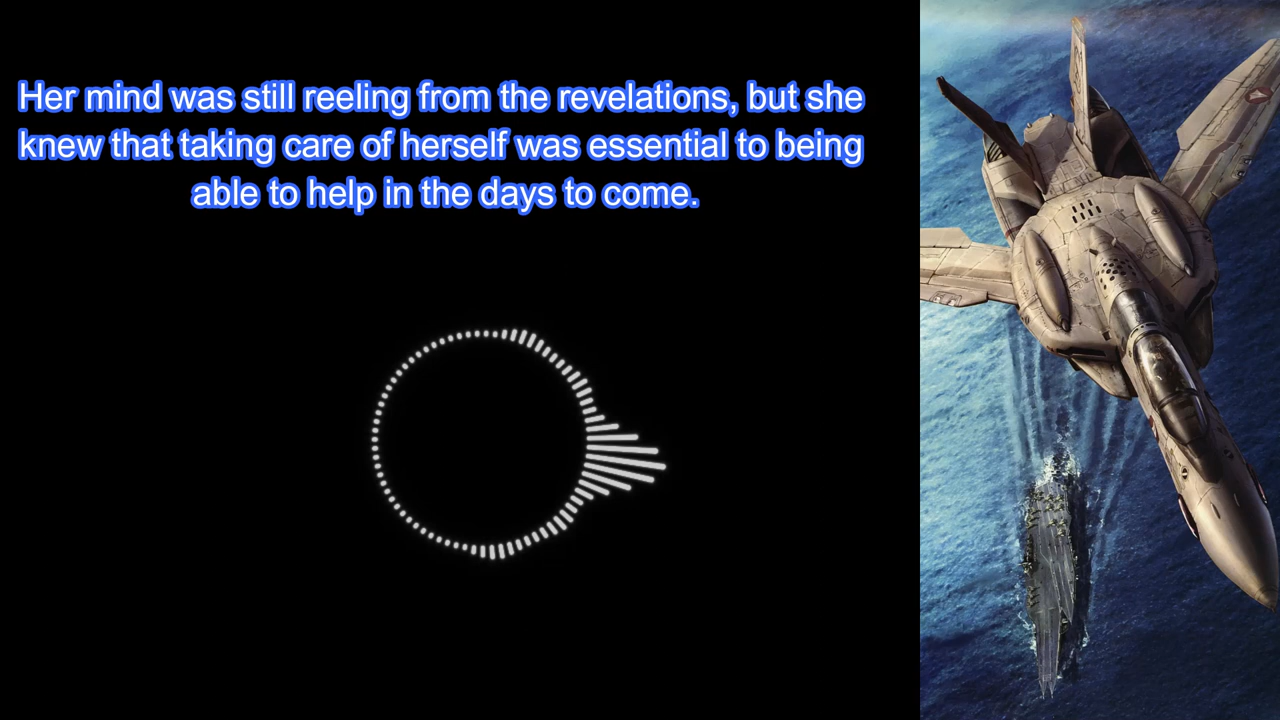 Her mind was still reeling from the revelations, but she
knew that taking care of herself was essential to being
able to help in the days to come.